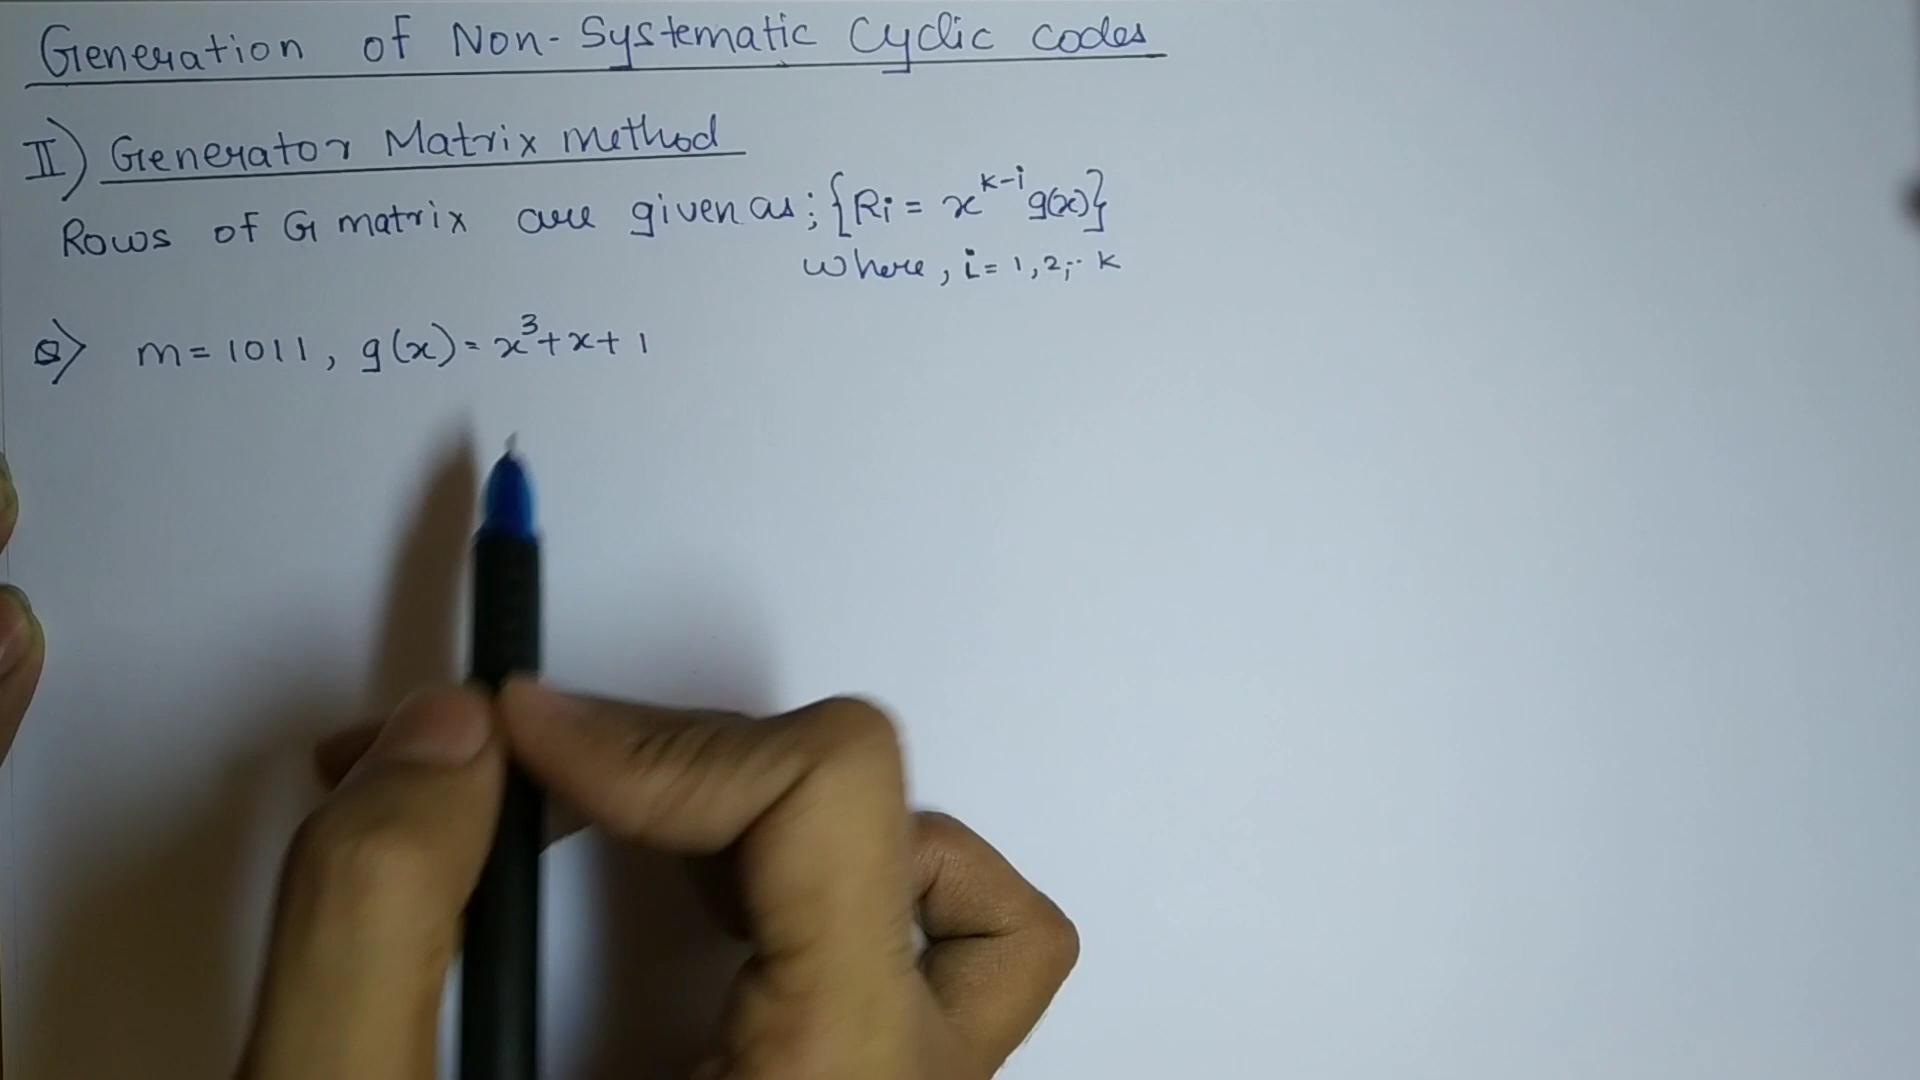 Generation of Non-Systematic Cyclic codes
II) Generator Matrix method
Rows of G matrix are given as; {Ri = x^{k-i} g(x)}
where, i = 1,2,.. k
Q) m = 1011, g(x) = x^3 + x + 1